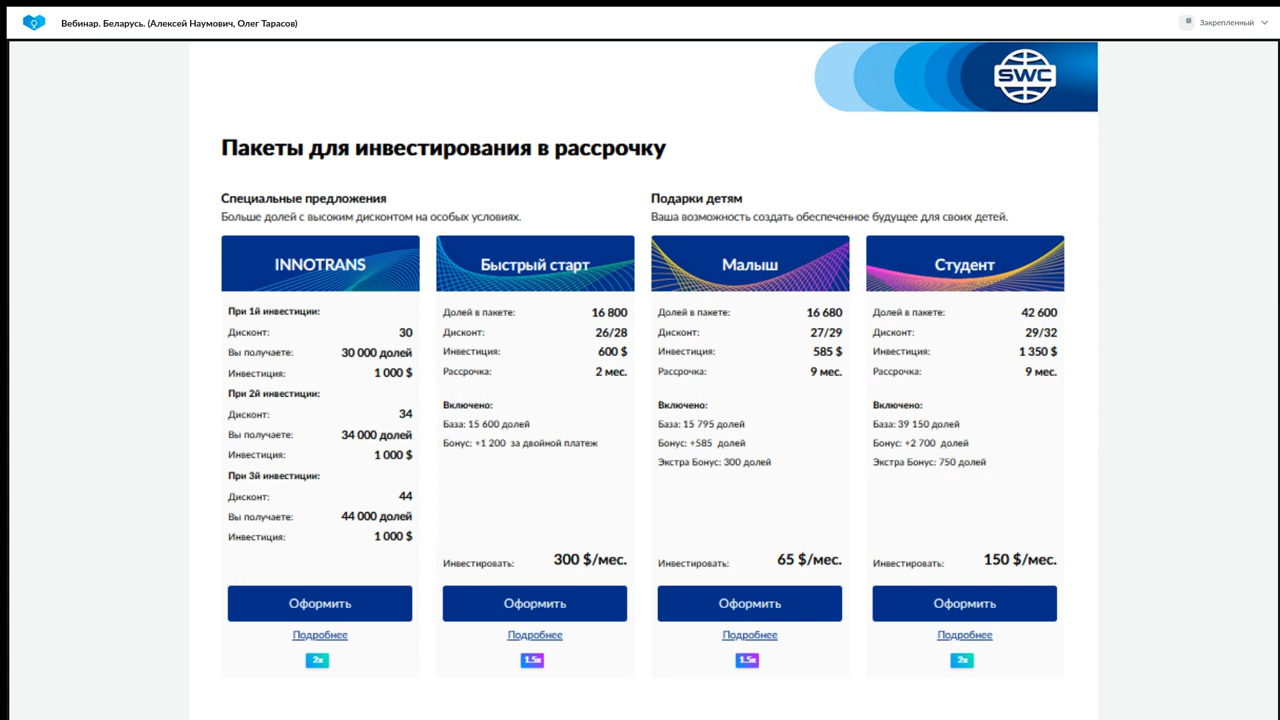 Вебинар. Беларусь. (Алексей Наумович, Олег Тарасов)
Закрепленный
SWC
Пакеты для инвестирования в рассрочку
Специальные предложения
Больше долей с высоким дисконтом на особых условиях.
Подарки детям
Ваша возможность создать обеспеченное будущее для своих детей.
INNOTRANS
При 1й инвестиции:
Дисконт: 30
Вы получаете: 30 000 долей
Инвестиция: 1 000 $
При 2й инвестиции:
Дисконт: 34
Вы получаете: 34 000 долей
Инвестиция: 1 000 $
При 3й инвестиции:
Дисконт: 44
Вы получаете: 44 000 долей
Инвестиция: 1 000 $
Оформить
Подробнее
2x
Быстрый старт
Долей в пакете: 16 800
Дисконт: 26/28
Инвестиция: 600 $
Рассрочка: 2 мес.
Включено:
База: 15 600 долей
Бонус: +1 200 за двойной платеж
Инвестировать: 300 $/мес.
Оформить
Подробнее
1.5x
Малыш
Долей в пакете: 16 680
Дисконт: 27/29
Инвестиция: 585 $
Рассрочка: 9 мес.
Включено:
База: 15 795 долей
Бонус: +585 долей
Экстра Бонус: 300 долей
Инвестировать: 65 $/мес.
Оформить
Подробнее
1.5x
Студент
Долей в пакете: 42 600
Дисконт: 29/32
Инвестиция: 1 350 $
Рассрочка: 9 мес.
Включено:
База: 39 150 долей
Бонус: +2 700 долей
Экстра Бонус: 750 долей
Инвестировать: 150 $/мес.
Оформить
Подробнее
2x